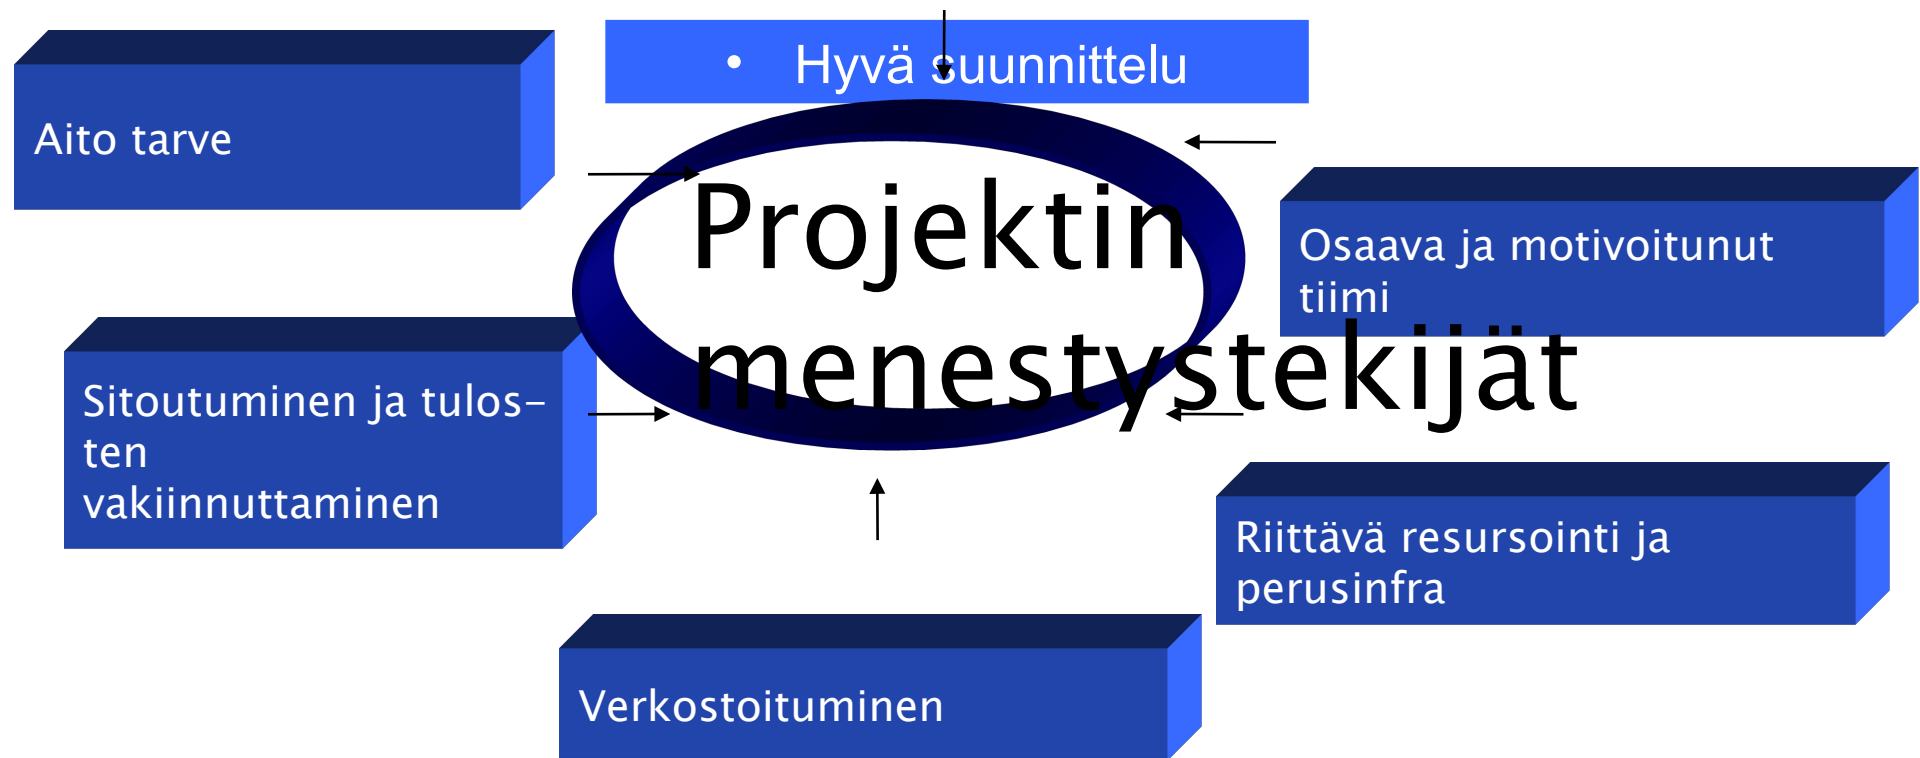 • Hyvä suunnittelu
Aito tarve
Projektin
menestystekijät
Osaava ja motivoitunut
tiimi
Sitoutuminen ja tulos-
ten
vakiinnuttaminen
Riittävä resursointi ja
perusinfra
Verkostoituminen